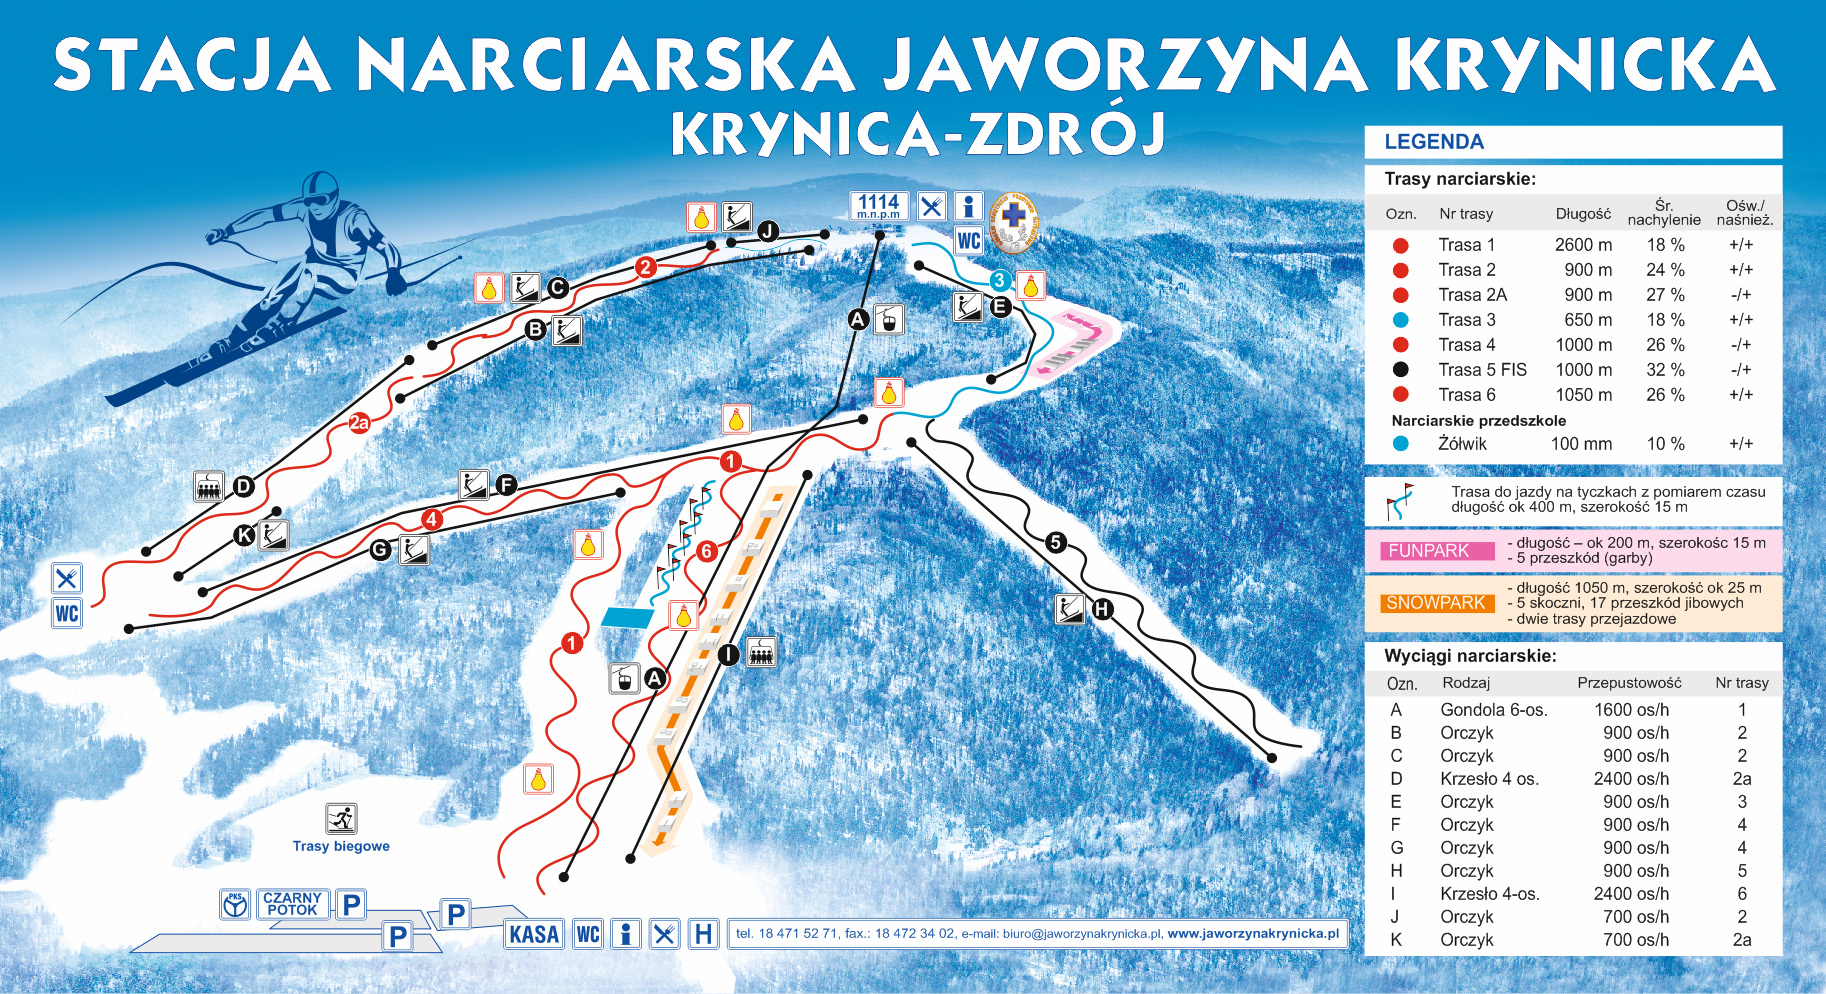 STACJA NARCIARSKA JAWORZYNA KRYNICKA
KRYNICA-ZDRÓJ
1114
m.n.p.m
WC
J
2
C
B
3
E
A
2a
D
K
F
1
4
G
6
5
H
I
1
A
WC
Trasy biegowe
PKS
CZARNY
POTOK
P
P
P
KASA
WC
H
tel. 18 471 52 71, fax.: 18 472 34 02, e-mail: biuro@jaworzynakrynicka.pl, www.jaworzynakrynicka.pl
LEGENDA
Trasy narciarskie:
Ozn. Nr trasy Długość Śr. nachylenie Ośw./ naśnież.
Trasa 1 2600 m 18 % +/+
Trasa 2 900 m 24 % +/+
Trasa 2A 900 m 27 % -/+
Trasa 3 650 m 18 % +/+
Trasa 4 1000 m 26 % -/+
Trasa 5 FIS 1000 m 32 % -/+
Trasa 6 1050 m 26 % +/+
Narciarskie przedszkole
Żółwik 100 mm 10 % +/+
Trasa do jazdy na tyczkach z pomiarem czasu
długość ok 400 m, szerokość 15 m
FUNPARK
- długość – ok 200 m, szerokośc 15 m
- 5 przeszkód (garby)
SNOWPARK
- długość 1050 m, szerokość ok 25 m
- 5 skoczni, 17 przeszkód jibowych
- dwie trasy przejazdowe
Wyciągi narciarskie:
Ozn. Rodzaj Przepustowość Nr trasy
A Gondola 6-os. 1600 os/h 1
B Orczyk 900 os/h 2
C Orczyk 900 os/h 2
D Krzesło 4 os. 2400 os/h 2a
E Orczyk 900 os/h 3
F Orczyk 900 os/h 4
G Orczyk 900 os/h 4
H Orczyk 900 os/h 5
I Krzesło 4-os. 2400 os/h 6
J Orczyk 700 os/h 2
K Orczyk 700 os/h 2a